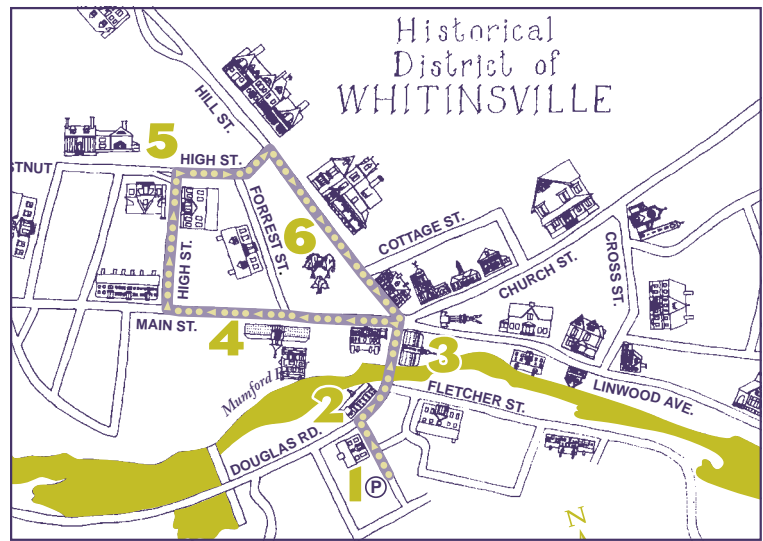 Historical
District of
WHITINSVILLE
HILL ST.
5
HIGH ST.
STNUT
FORREST ST.
6
COTTAGE ST.
HIGH ST.
CHURCH ST.
CROSS ST.
MAIN ST.
4
3
Mumford
LINWOOD AVE.
2
FLETCHER ST.
DOUGLAS RD.
1
P
N